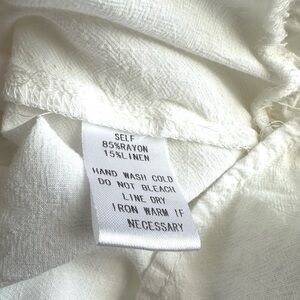 SELF
85%RAYON
15%LINEN
HAND WASH COLD
DO NOT BLEACH
LINE DRY
IRON WARM IF
NECESSARY